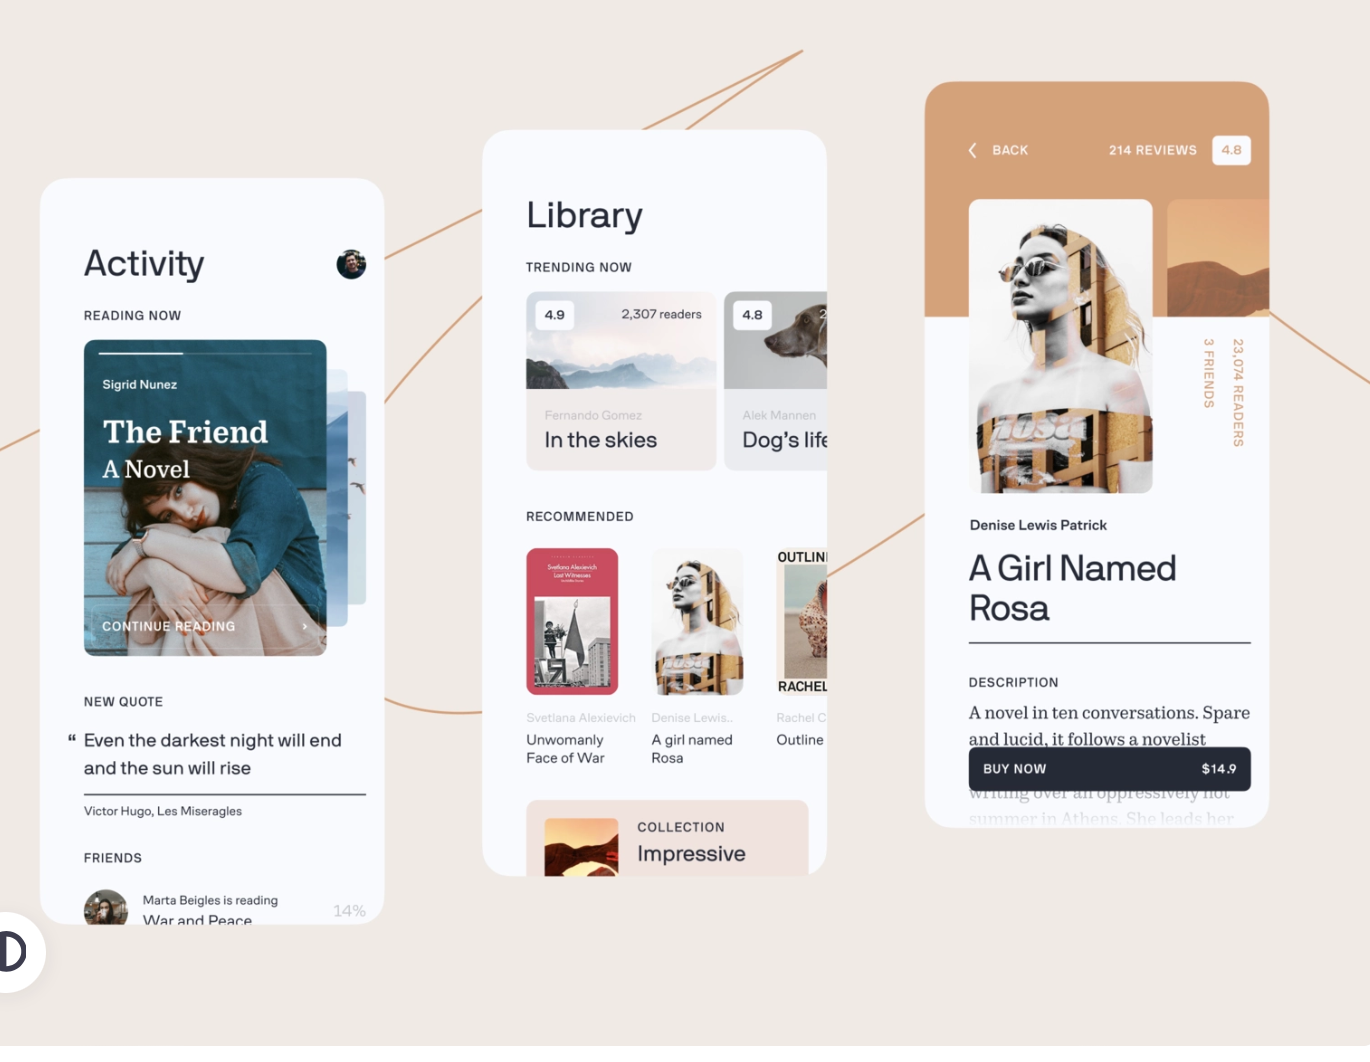 Activity
READING NOW
Sigrid Nunez
The Friend
A Novel
CONTINUE READING
NEW QUOTE
“ Even the darkest night will end
and the sun will rise
Victor Hugo, Les Miseragles
FRIENDS
Marta Beigles is reading
War and Peace
14%
Library
TRENDING NOW
4.9
2,307 readers
Fernando Gomez
In the skies
4.8
2
Alek Mannen
Dog's life
RECOMMENDED
Svetlana Alexievich
Last Witnesses
Svetlana Alexievich
Unwomanly
Face of War
rosa
Denise Lewis..
A girl named
Rosa
OUTLIN
RACHEL
Rachel C
Outline
COLLECTION
Impressive
BACK
214 REVIEWS
4.8
rosa
23,074 READERS
3 FRIENDS
Denise Lewis Patrick
A Girl Named
Rosa
DESCRIPTION
A novel in ten conversations. Spare
and lucid, it follows a novelist
BUY NOW
$14.9
writing over an oppressively hot
summer in Athens. She leads her